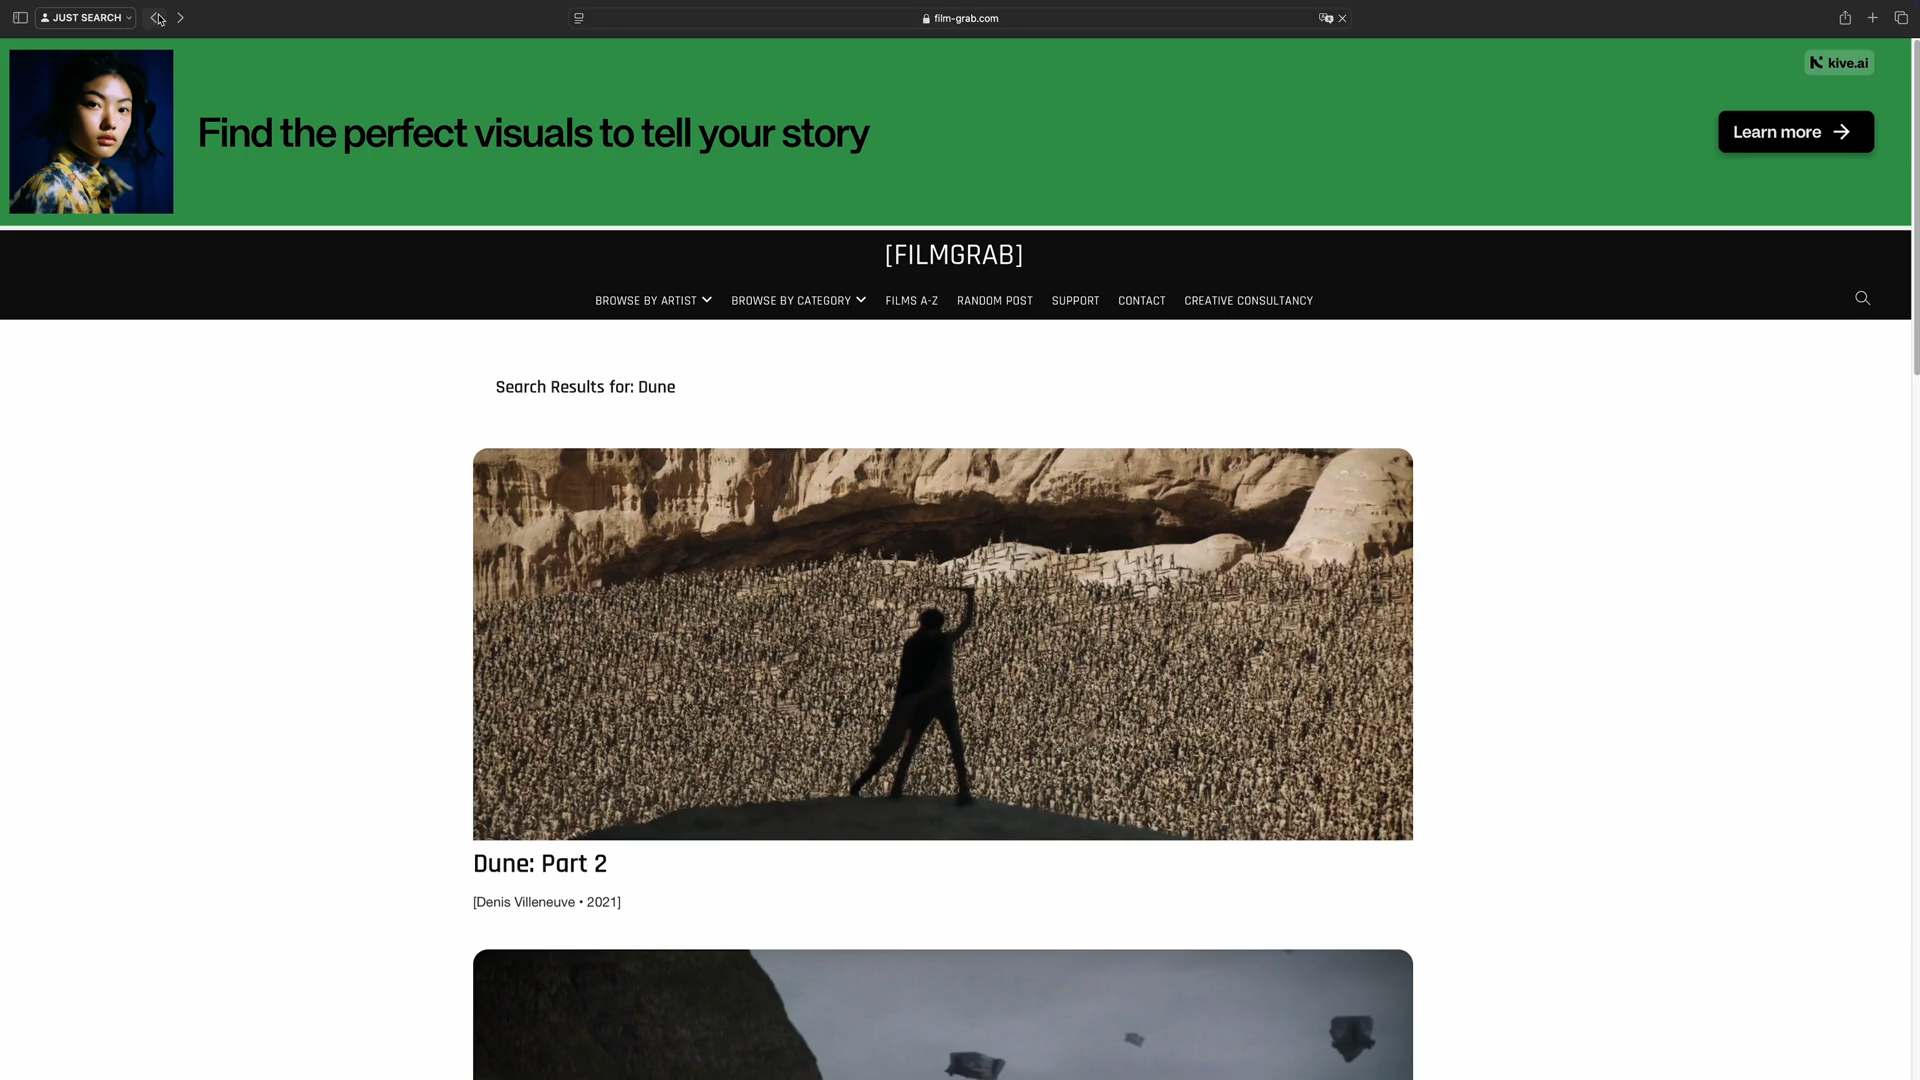 JUST SEARCH
film-grab.com
kive.ai
Find the perfect visuals to tell your story
Learn more
[FILMGRAB]
BROWSE BY ARTIST
BROWSE BY CATEGORY
FILMS A-Z
RANDOM POST
SUPPORT
CONTACT
CREATIVE CONSULTANCY
Search Results for: Dune
Dune: Part 2
[Denis Villeneuve • 2021]